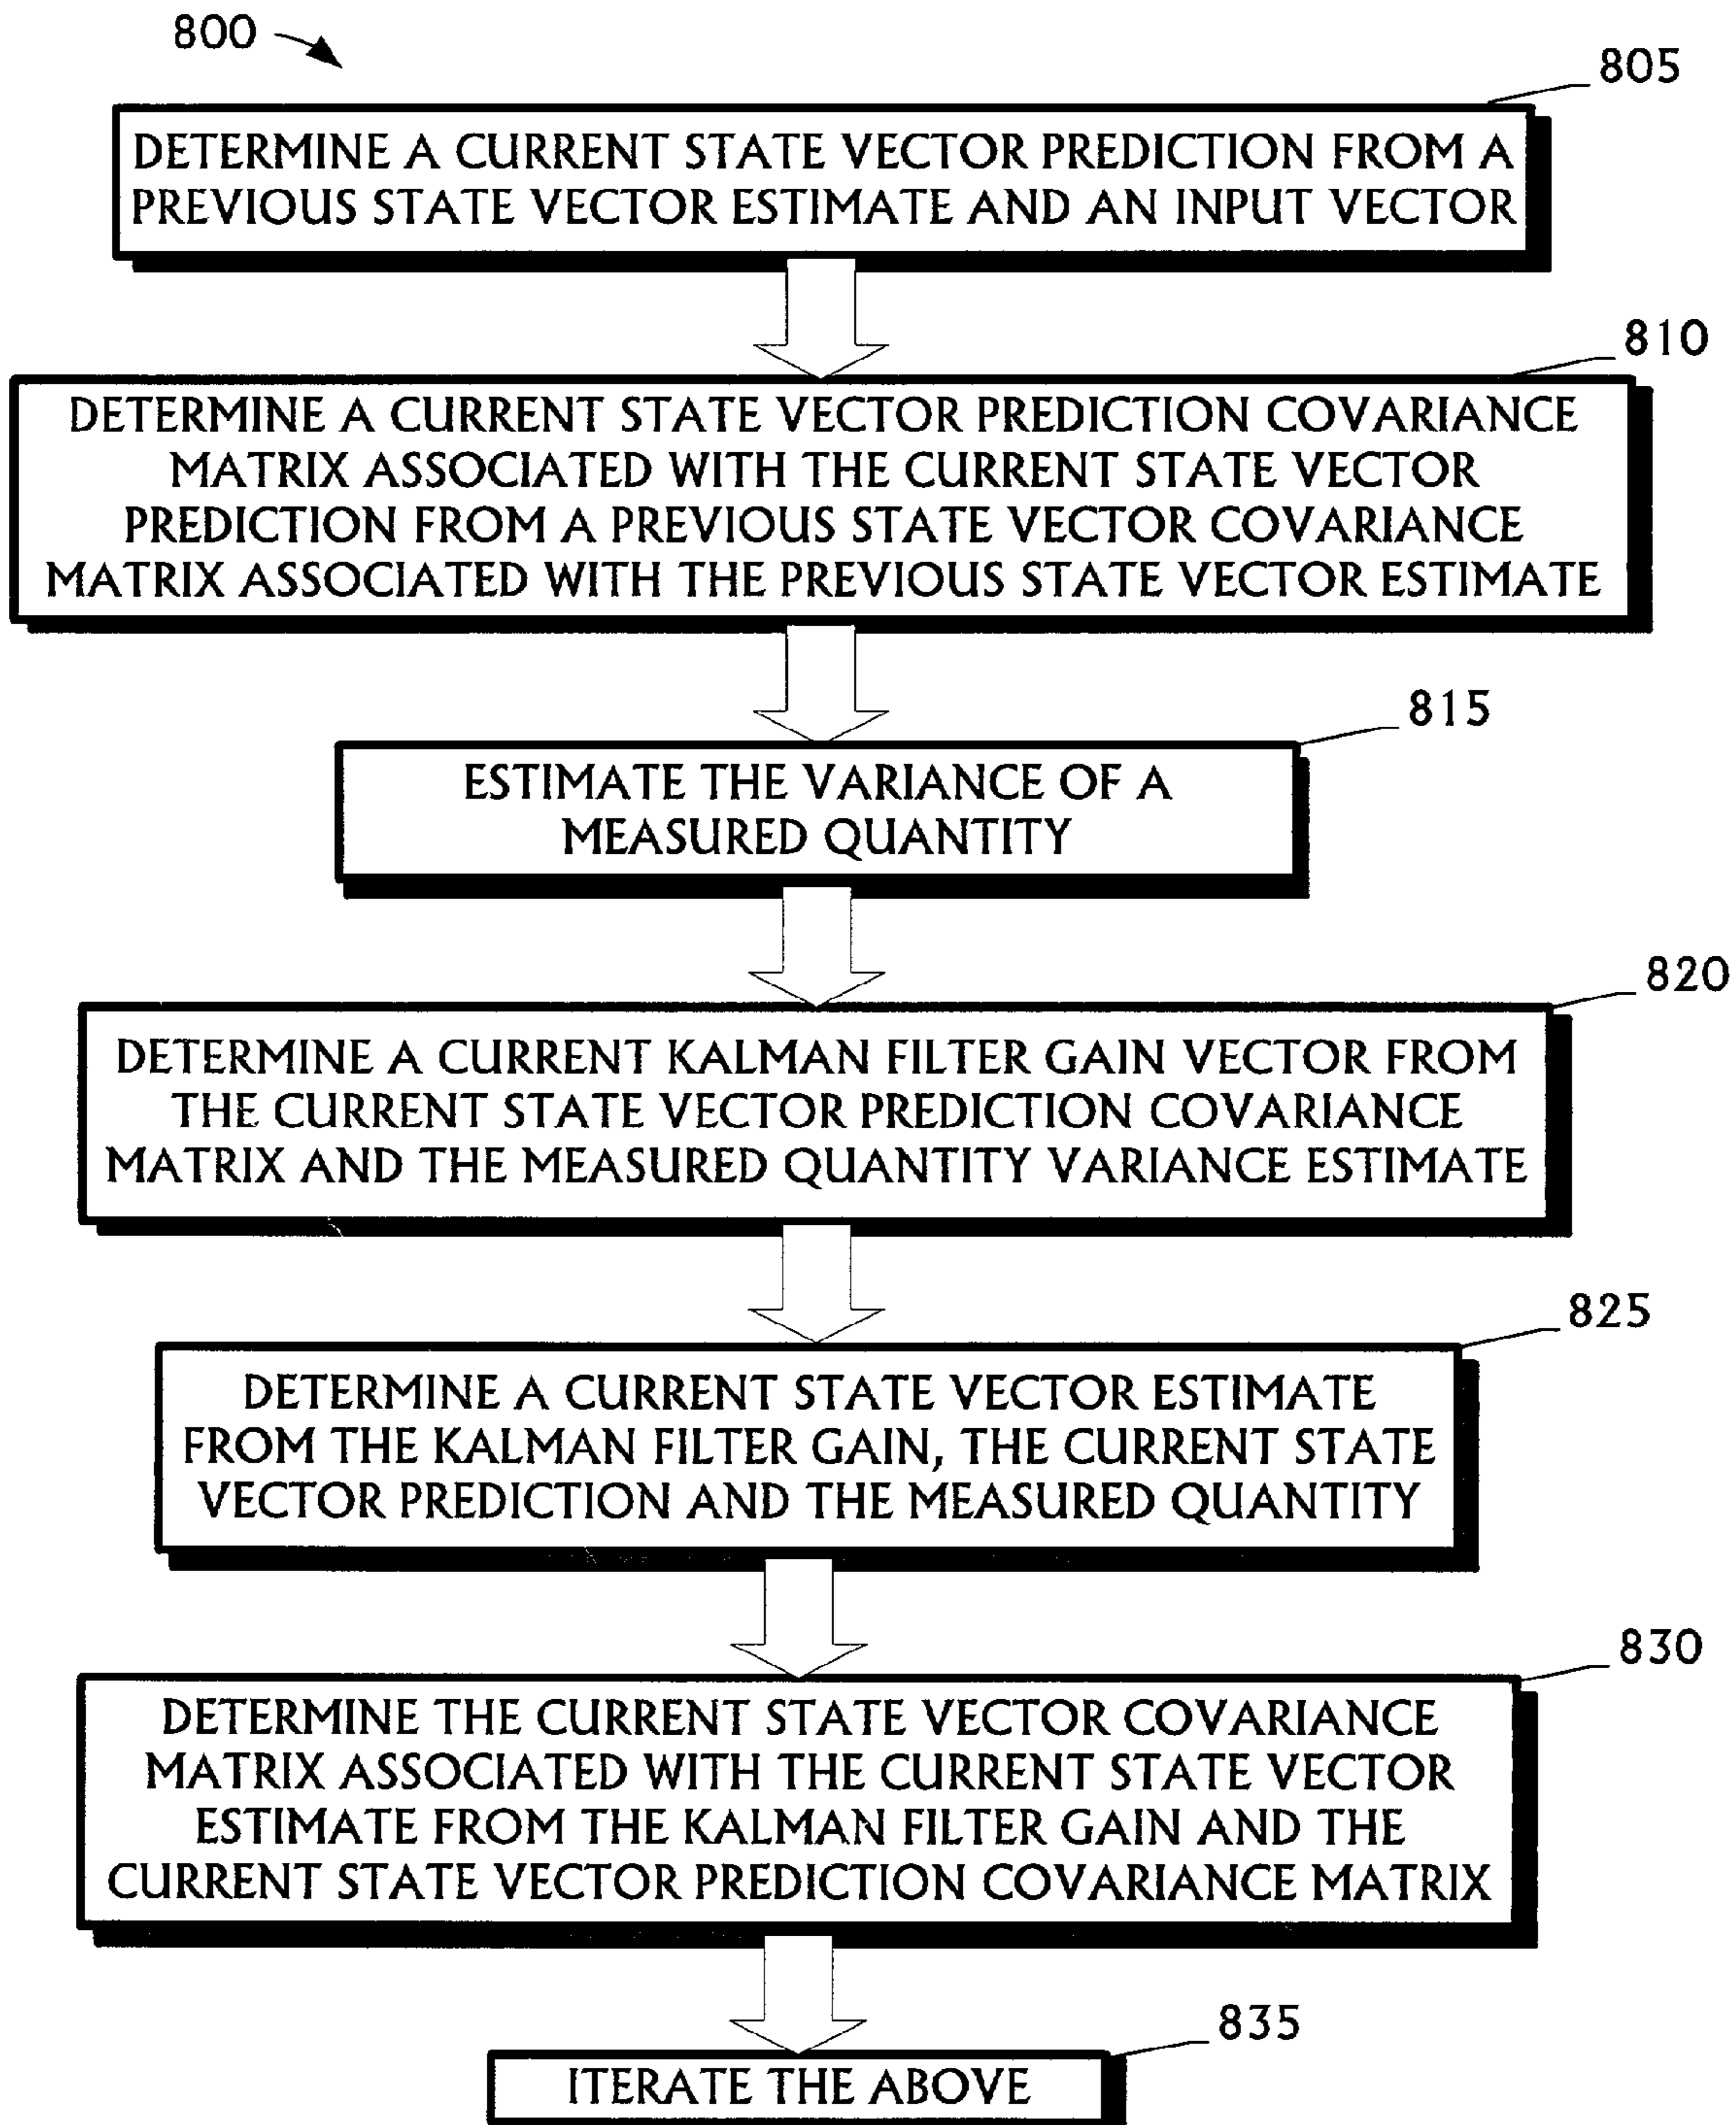 800
805
DETERMINE A CURRENT STATE VECTOR PREDICTION FROM A
PREVIOUS STATE VECTOR ESTIMATE AND AN INPUT VECTOR
810
DETERMINE A CURRENT STATE VECTOR PREDICTION COVARIANCE
MATRIX ASSOCIATED WITH THE CURRENT STATE VECTOR
PREDICTION FROM A PREVIOUS STATE VECTOR COVARIANCE
MATRIX ASSOCIATED WITH THE PREVIOUS STATE VECTOR ESTIMATE
815
ESTIMATE THE VARIANCE OF A
MEASURED QUANTITY
820
DETERMINE A CURRENT KALMAN FILTER GAIN VECTOR FROM
THE CURRENT STATE VECTOR PREDICTION COVARIANCE
MATRIX AND THE MEASURED QUANTITY VARIANCE ESTIMATE
825
DETERMINE A CURRENT STATE VECTOR ESTIMATE
FROM THE KALMAN FILTER GAIN, THE CURRENT STATE
VECTOR PREDICTION AND THE MEASURED QUANTITY
830
DETERMINE THE CURRENT STATE VECTOR COVARIANCE
MATRIX ASSOCIATED WITH THE CURRENT STATE VECTOR
ESTIMATE FROM THE KALMAN FILTER GAIN AND THE
CURRENT STATE VECTOR PREDICTION COVARIANCE MATRIX
835
ITERATE THE ABOVE